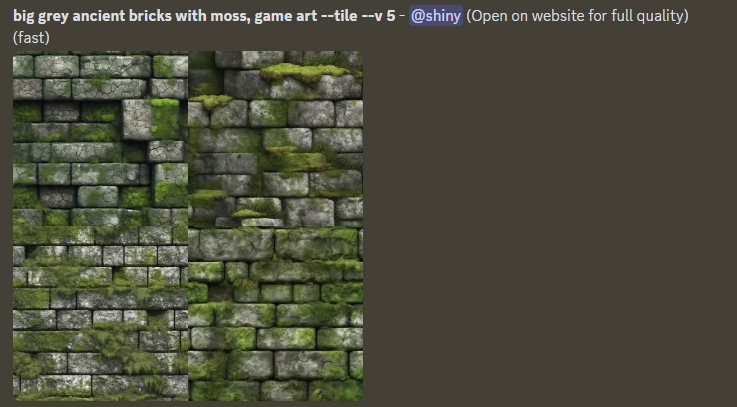 big grey ancient bricks with moss, game art --tile --v 5 - @shiny (Open on website for full quality)
(fast)